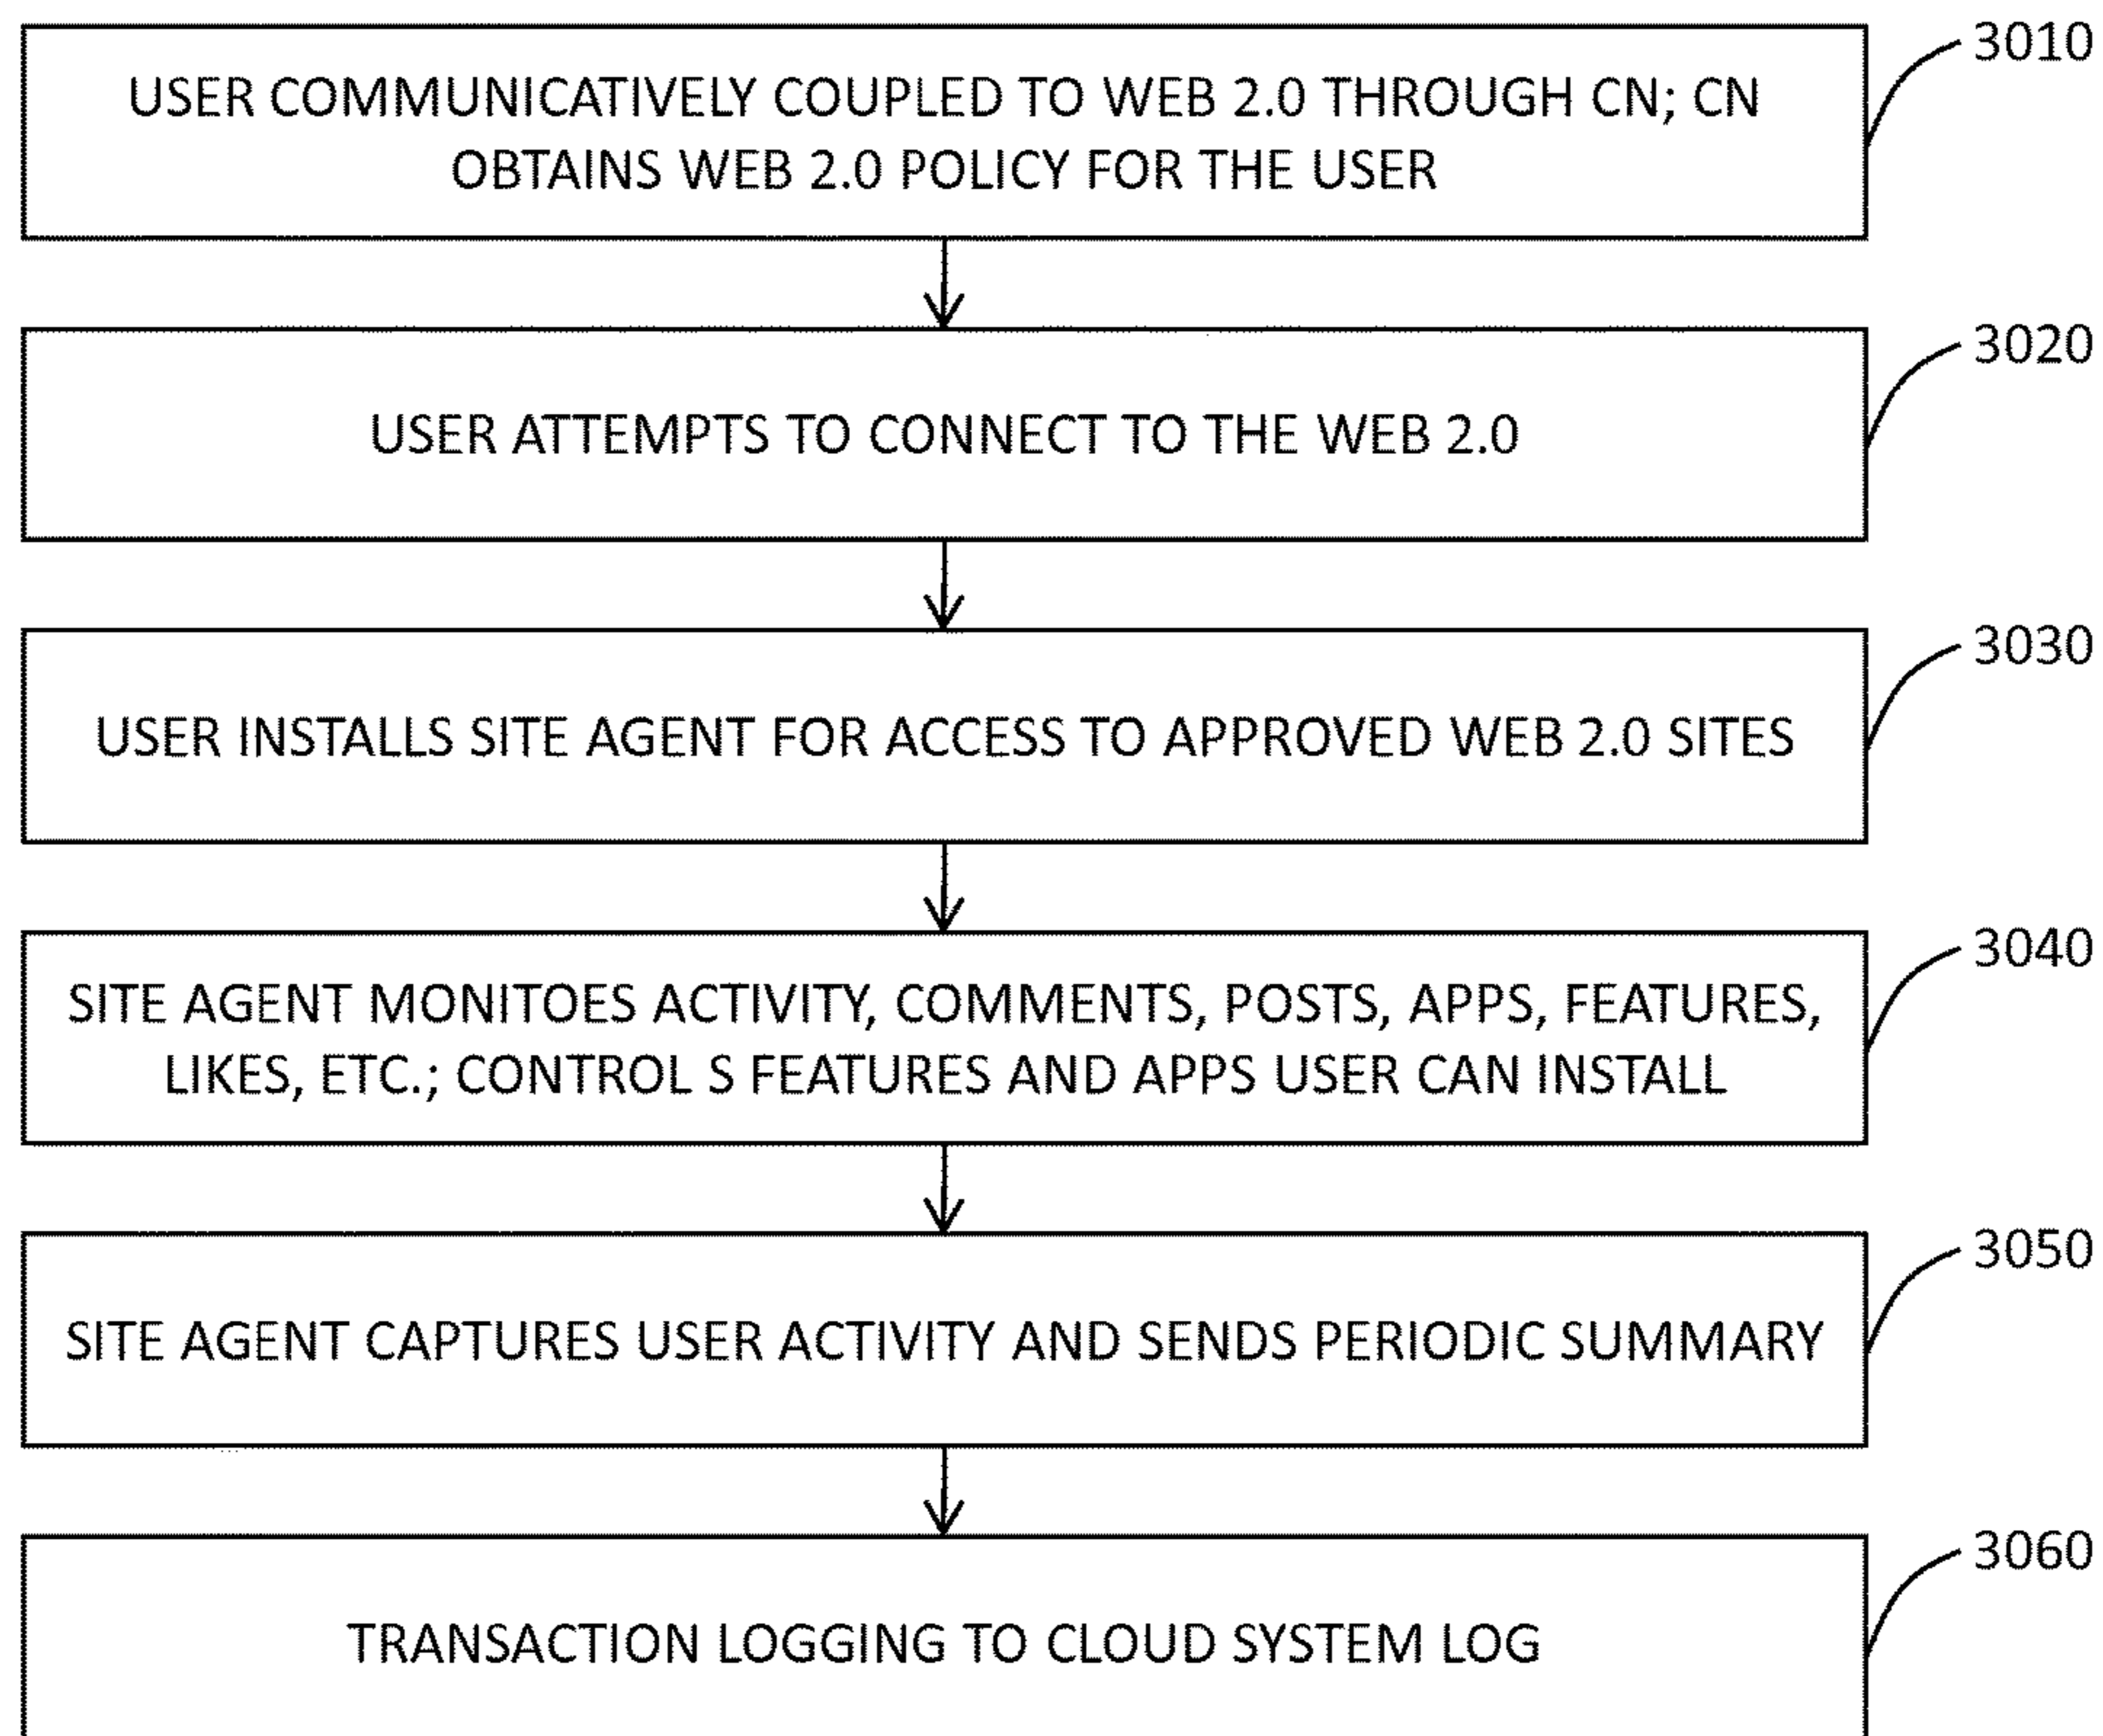 3010
USER COMMUNICATIVELY COUPLED TO WEB 2.0 THROUGH CN; CN
OBTAINS WEB 2.0 POLICY FOR THE USER
3020
USER ATTEMPTS TO CONNECT TO THE WEB 2.0
3030
USER INSTALLS SITE AGENT FOR ACCESS TO APPROVED WEB 2.0 SITES
3040
SITE AGENT MONITOES ACTIVITY, COMMENTS, POSTS, APPS, FEATURES,
LIKES, ETC.; CONTROL S FEATURES AND APPS USER CAN INSTALL
3050
SITE AGENT CAPTURES USER ACTIVITY AND SENDS PERIODIC SUMMARY
3060
TRANSACTION LOGGING TO CLOUD SYSTEM LOG